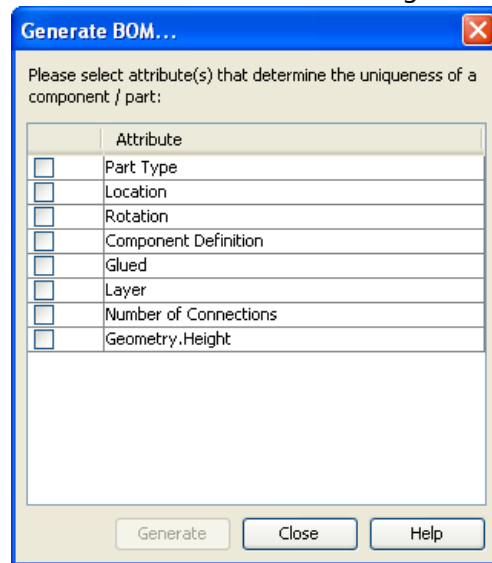 Generate BOM...
Please select attribute(s) that determine the uniqueness of a
component / part:
Attribute
Part Type
Location
Rotation
Component Definition
Glued
Layer
Number of Connections
Geometry.Height
Generate Close Help